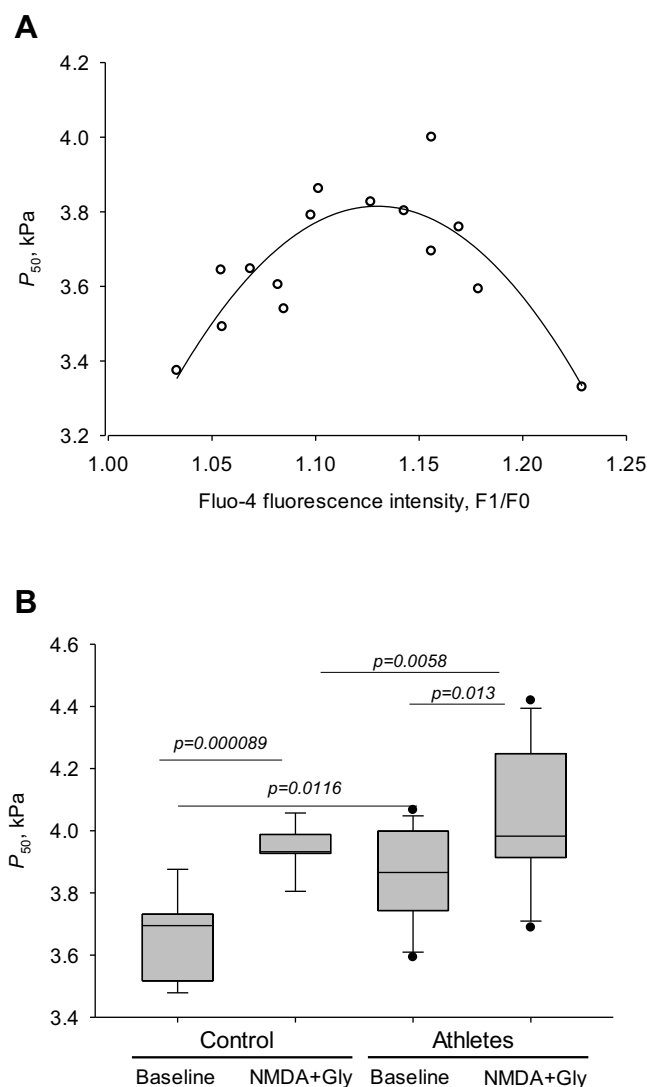 A
4.2
4.0
3.8
3.6
3.4
3.2
P50, kPa
1.00 1.05 1.10 1.15 1.20 1.25
Fluo-4 fluorescence intensity, F1/F0
B
4.6
4.4
4.2
4.0
3.8
3.6
3.4
P50, kPa
p=0.0058
p=0.013
p=0.000089
p=0.0116
Control Athletes
Baseline NMDA+Gly Baseline NMDA+Gly